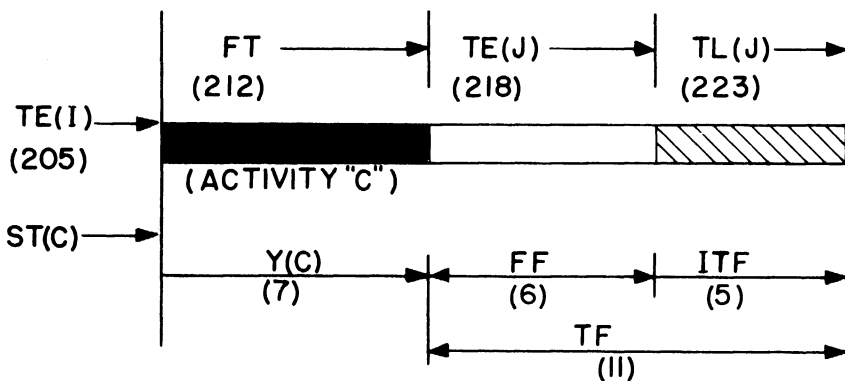 FT
TE(J)
TL(J)
(212)
(218)
(223)
TE(I)
(205)
(ACTIVITY "C")
ST(C)
Y(C)
FF
ITF
(7)
(6)
(5)
TF
(11)